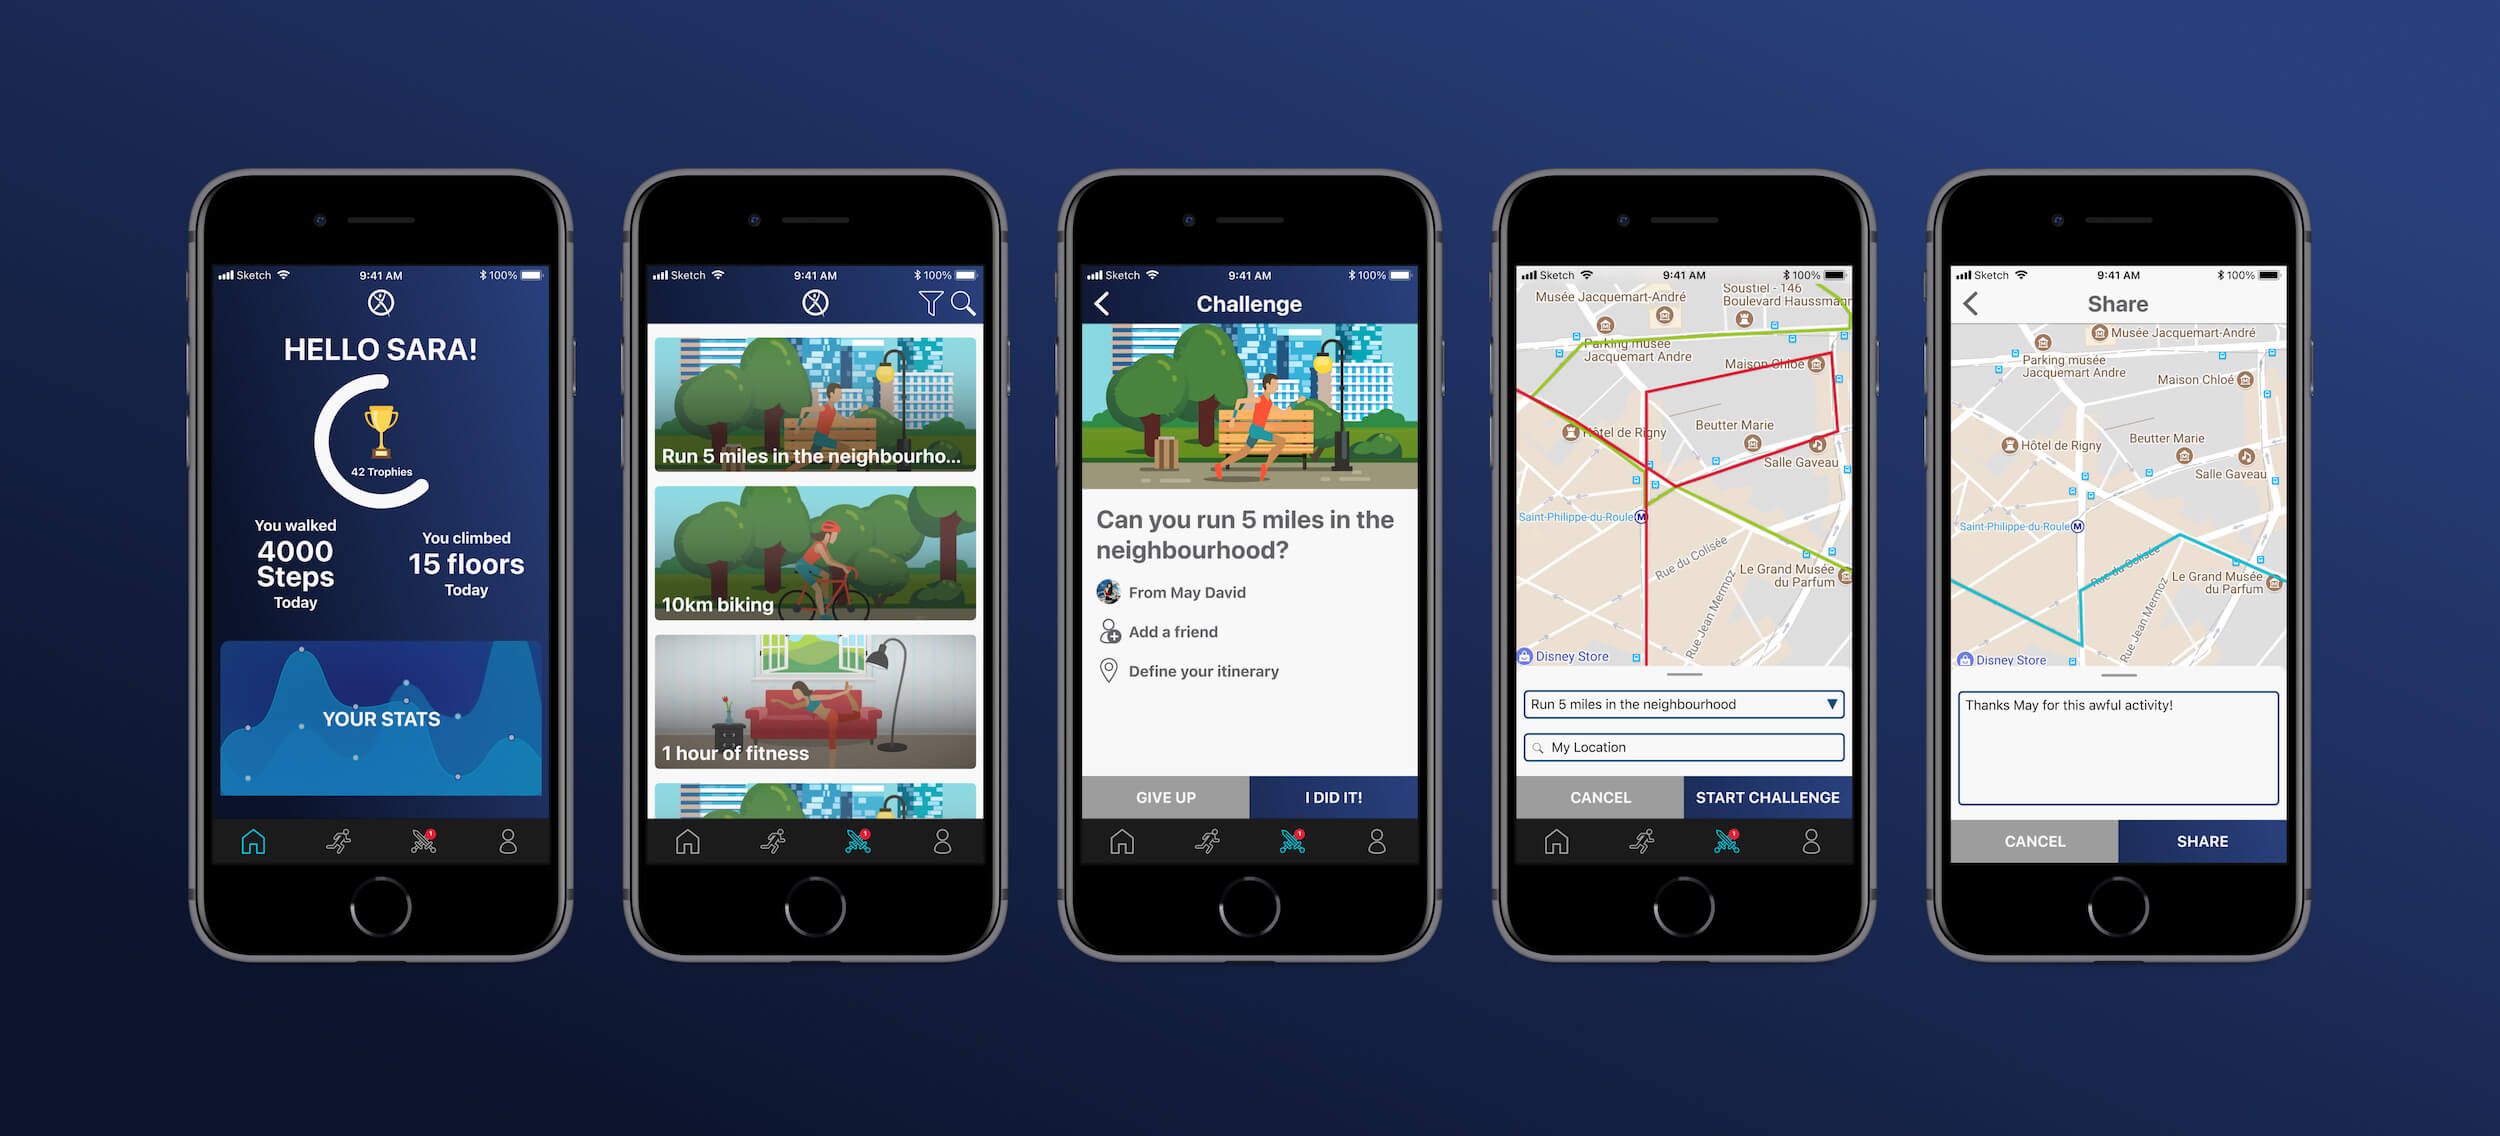 Sketch
9:41 AM
100%
HELLO SARA!
42 Trophies
You walked
4000
Steps
Today
You climbed
15 floors
Today
YOUR STATS
1
Sketch
9:41 AM
100%
Run 5 miles in the neighbourho...
10km biking
1 hour of fitness
1
Sketch
9:41 AM
100%
Challenge
Can you run 5 miles in the
neighbourhood?
From May David
Add a friend
Define your itinerary
GIVE UP
I DID IT!
1
Sketch
9:41 AM
100%
Soustiel - 146
Boulevard Haussmann
Musée Jacquemart-André
Parking musée
Jacquemart Andre
Maison Chloé
Hôtel de Rigny
Beutter Marie
Salle Gaveau
Saint-Philippe-du-Roule
M
Rue du Colisée
Le Grand Musée
du Parfum
Rue Jean Mermoz
Disney Store
Run 5 miles in the neighbourhood
My Location
CANCEL
START CHALLENGE
1
Sketch
9:41 AM
100%
Share
Musée Jacquemart-André
Parking musée
Jacquemart Andre
Maison Chloé
Hôtel de Rigny
Beutter Marie
Salle Gaveau
Saint-Philippe-du-Roule
M
Rue du Colisée
Le Grand Musée
du Parfum
Rue Jean Mermoz
Disney Store
Thanks May for this awful activity!
CANCEL
SHARE